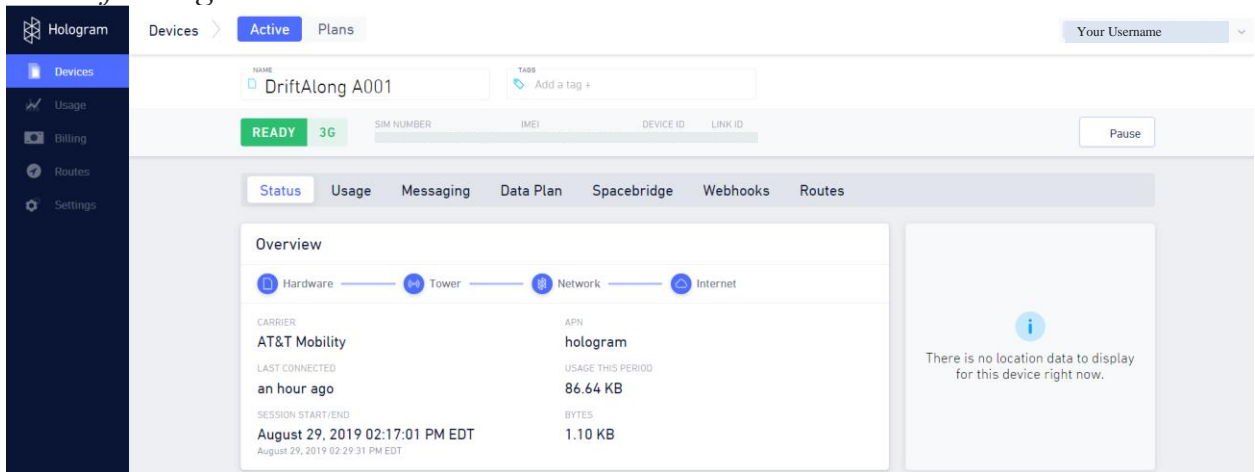 Hologram
Devices
Active
Plans
Your Username
Devices
Usage
Billing
Routes
Settings
NAME
DriftAlong A001
TAGS
Add a tag +
READY 3G
SIM NUMBER
IMEI
DEVICE ID
LINK ID
Pause
Status
Usage
Messaging
Data Plan
Spacebridge
Webhooks
Routes
Overview
Hardware
Tower
Network
Internet
CARRIER
AT&T Mobility
APN
hologram
LAST CONNECTED
an hour ago
USAGE THIS PERIOD
86.64 KB
SESSION START/END
August 29, 2019 02:17:01 PM EDT
August 29, 2019 02:29:31 PM EDT
BYTES
1.10 KB
There is no location data to display
for this device right now.